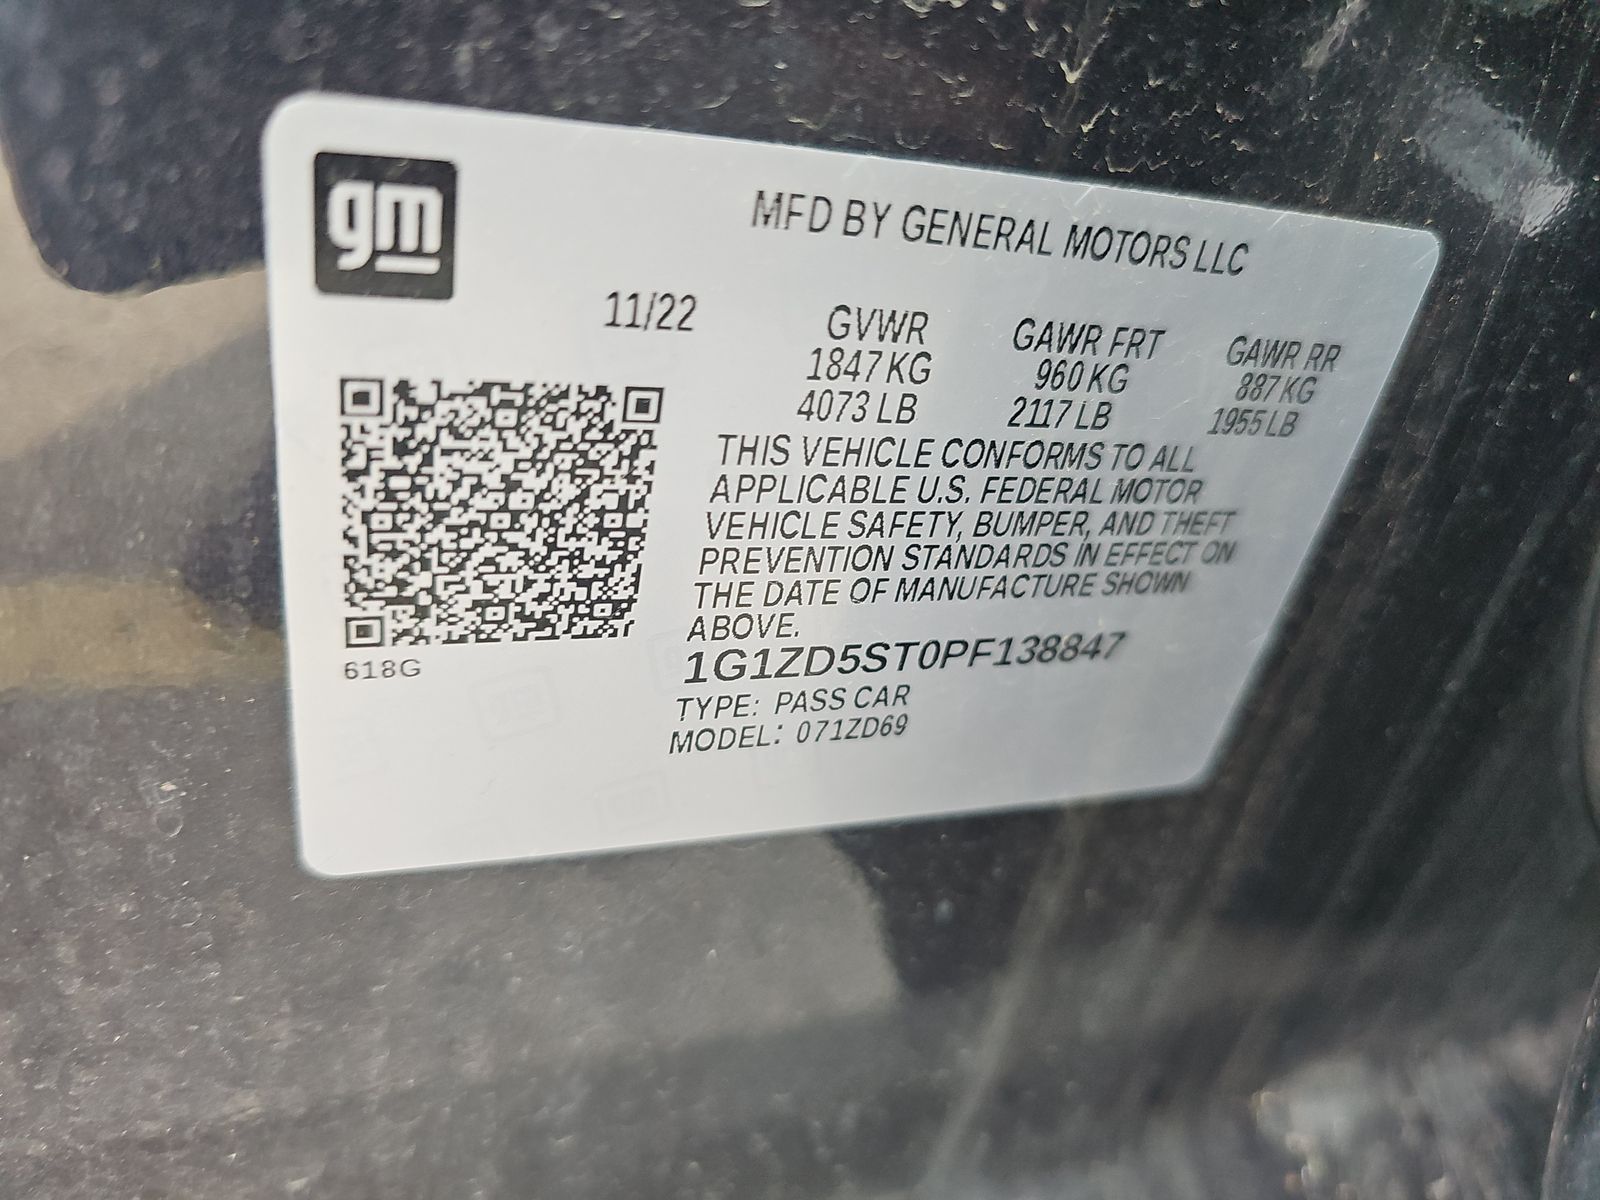 gm
MFD BY GENERAL MOTORS LLC
11/22
GVWR GAWR FRT GAWR RR
1847 KG 960 KG 887 KG
4073 LB 2117 LB 1955 LB
THIS VEHICLE CONFORMS TO ALL
APPLICABLE U.S. FEDERAL MOTOR
VEHICLE SAFETY, BUMPER, AND THEFT
PREVENTION STANDARDS IN EFFECT ON
THE DATE OF MANUFACTURE SHOWN
ABOVE.
1G1ZD5ST0PF138847
TYPE: PASS CAR
MODEL: 071ZD69
618G